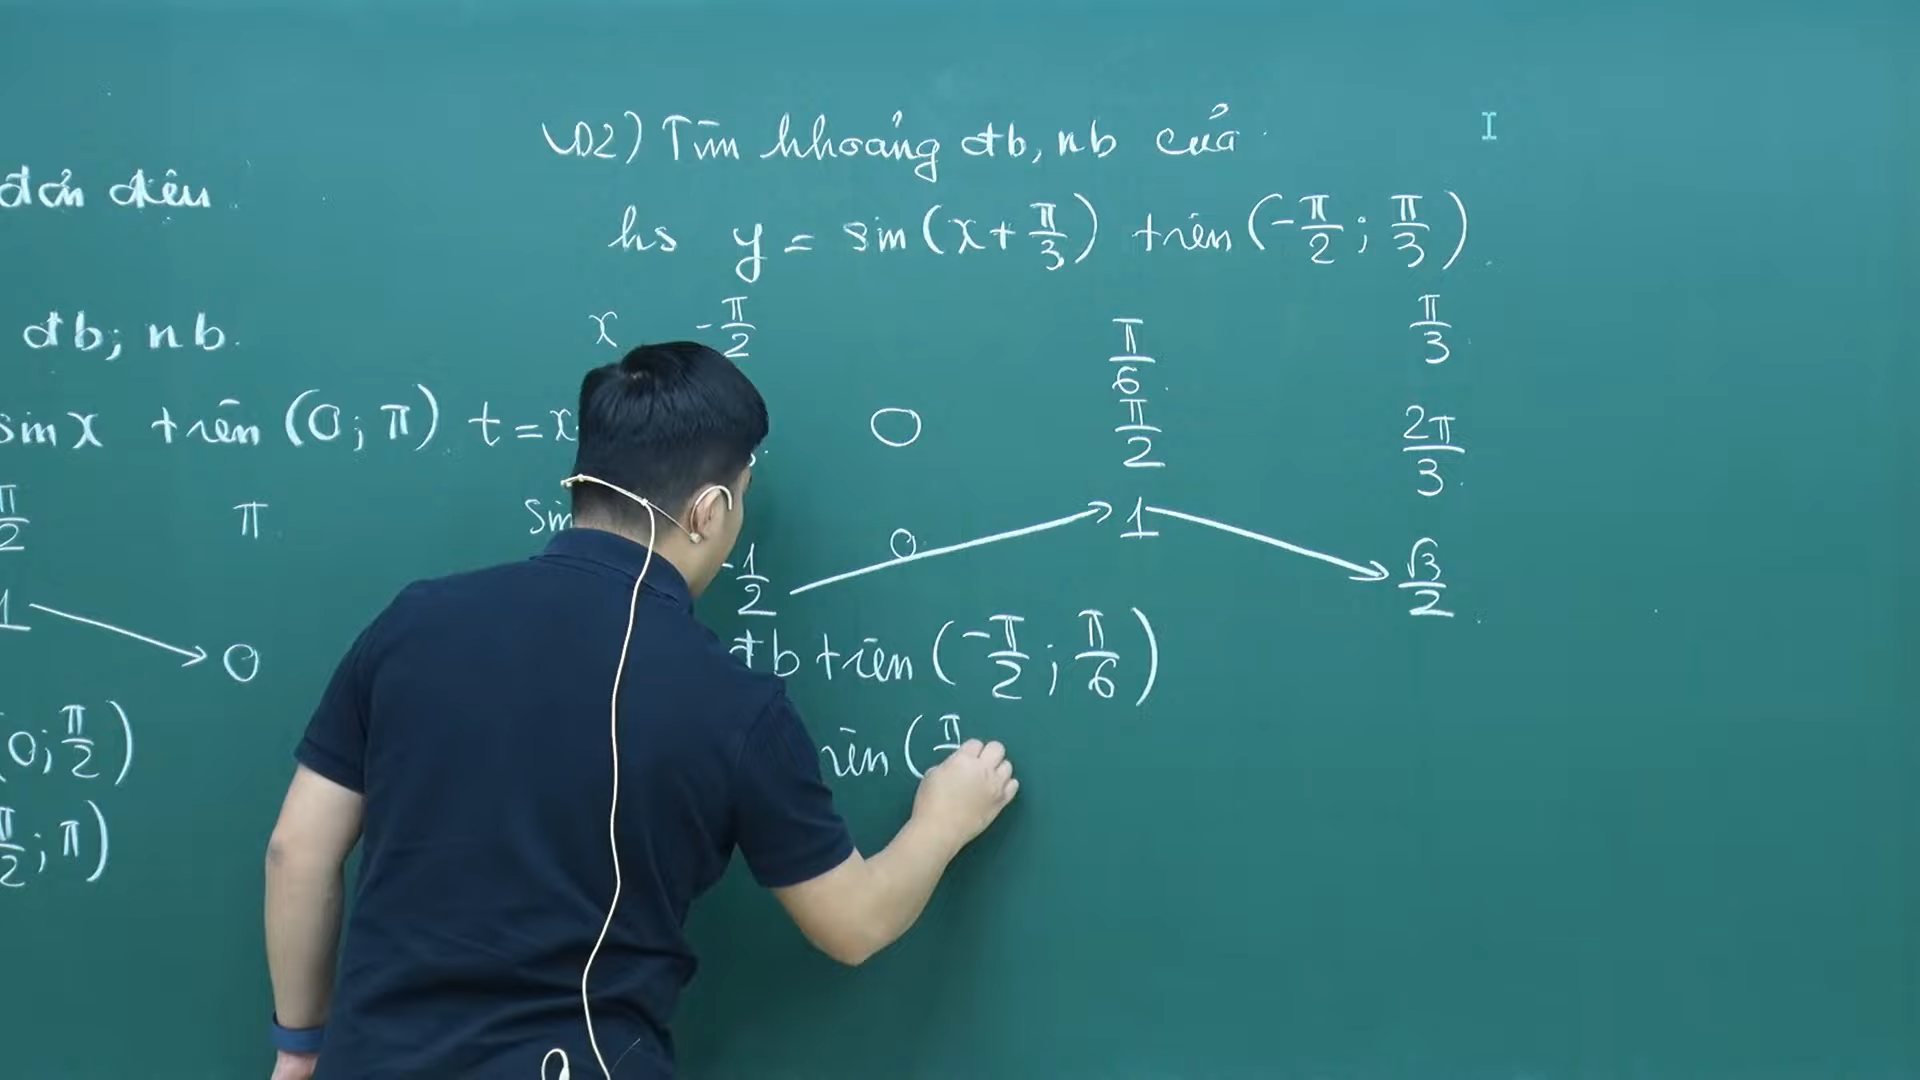 đơn điệu
đb; nb.
sinx trên (0; π)
π/2 π
1 → 0
(0; π/2)
π/2; π)
VD2) Tìm khoảng đb, nb của
hs y = sin(x + π/3) trên (-π/2; π/3)
x -π/2 π/6 π/3
t = x 0 π/2 2π/3
sin
-1/2 0 → 1 → √3/2
đb trên (-π/2; π/6)
trên (π